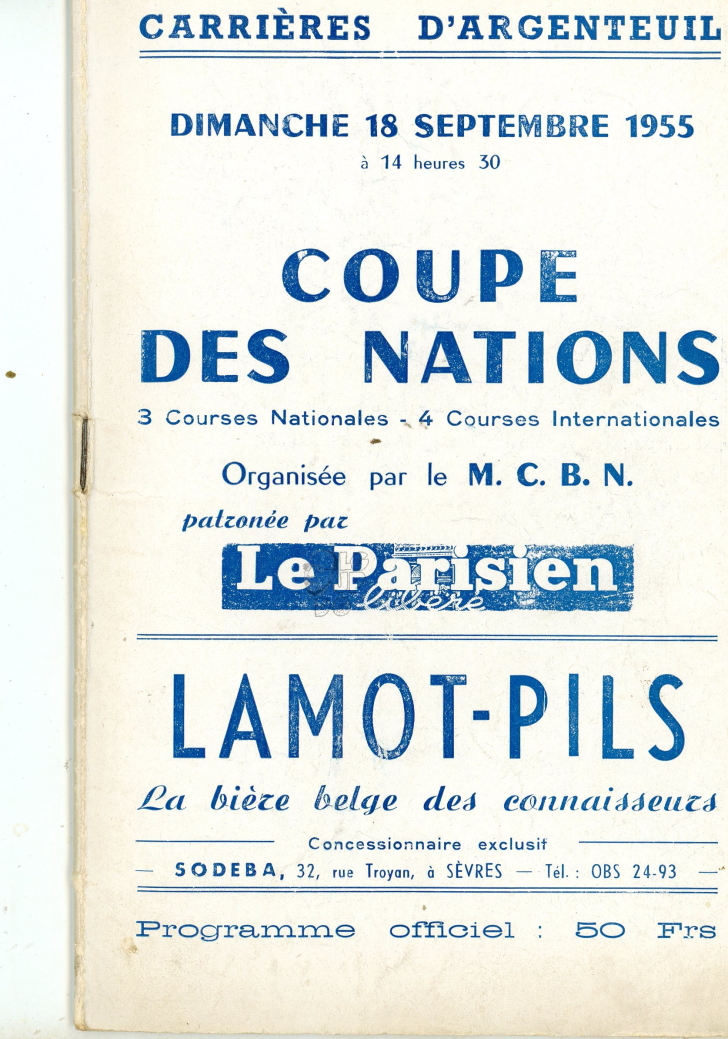 CARRIÈRES D'ARGENTEUIL
DIMANCHE 18 SEPTEMBRE 1955
à 14 heures 30
COUPE
DES NATIONS
3 Courses Nationales - 4 Courses Internationales
Organisée par le M. C. B. N.
patronée par
Le Parisien
libéré
LAMOT-PILS
La bière belge des connaisseurs
Concessionnaire exclusif
— SODEBA, 32, rue Troyan, à SÈVRES — Tél. : OBS 24-93 —
Programme officiel : 50 Frs